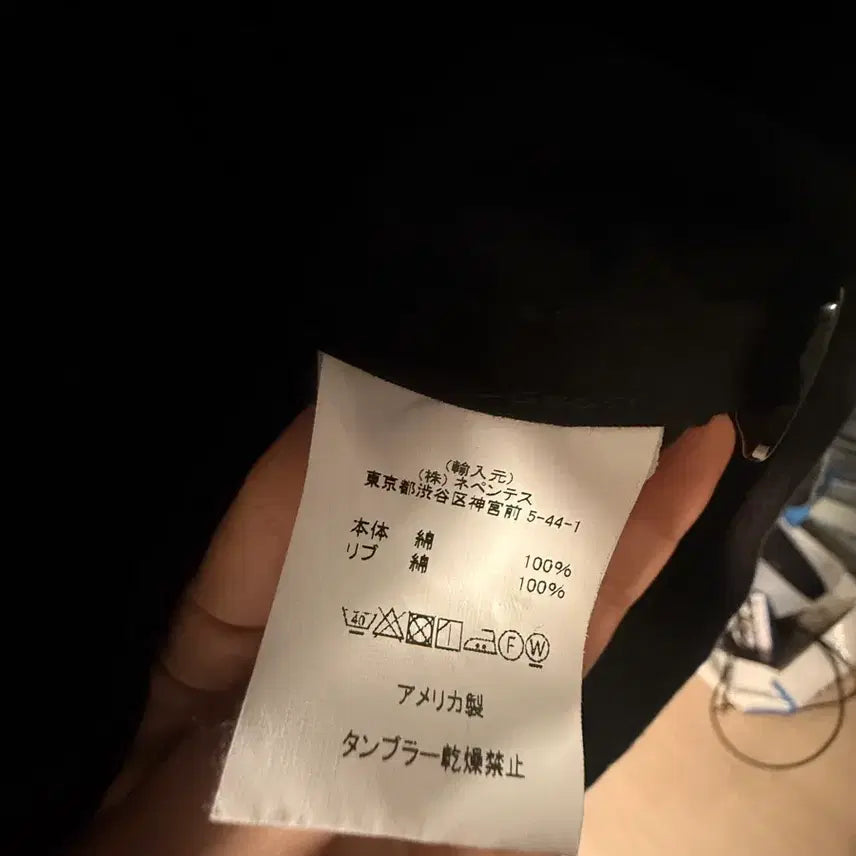 (輸入元)
(株)ネペンテス
東京都渋谷区神宮前 5-44-1
本体 綿 100%
リブ 綿 100%
40 F W
アメリカ製
タンブラー乾燥禁止